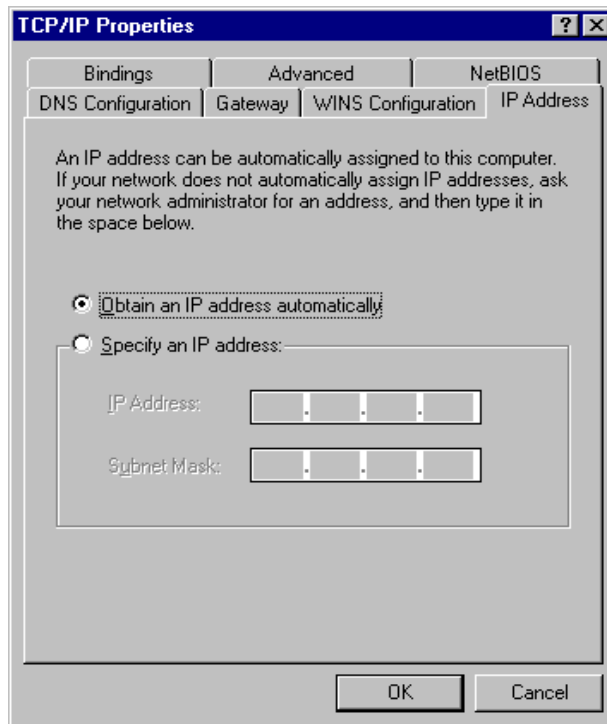 TCP/IP Properties
Bindings
Advanced
NetBIOS
DNS Configuration
Gateway
WINS Configuration
IP Address
An IP address can be automatically assigned to this computer.
If your network does not automatically assign IP addresses, ask
your network administrator for an address, and then type it in
the space below.
Obtain an IP address automatically
Specify an IP address:
IP Address:
Subnet Mask:
OK
Cancel